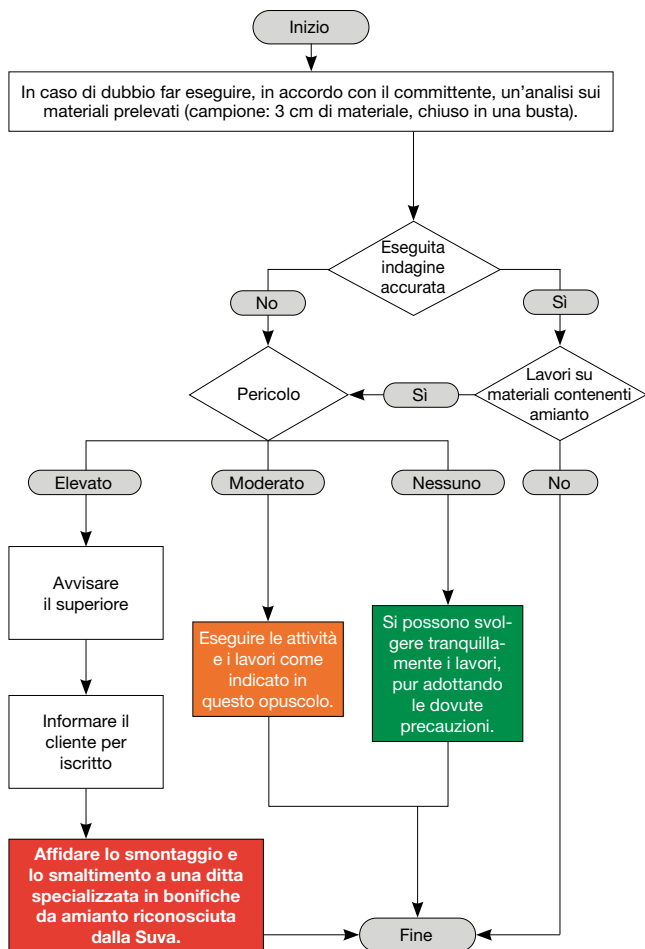 Inizio
In caso di dubbio far eseguire, in accordo con il committente, un'analisi sui
materiali prelevati (campione: 3 cm di materiale, chiuso in una busta).
Eseguita
indagine
accurata
No
Sì
Pericolo
Sì
Lavori su
materiali contenenti
amianto
Elevato
Moderato
Nessuno
No
Avvisare
il superiore
Eseguire le attività
e i lavori come
indicato in
questo opuscolo.
Si possono svol-
gere tranquilla-
mente i lavori,
pur adottando
le dovute
precauzioni.
Informare il
cliente per
iscritto
Affidare lo smontaggio e
lo smaltimento a una ditta
specializzata in bonifiche
da amianto riconosciuta
dalla Suva.
Fine